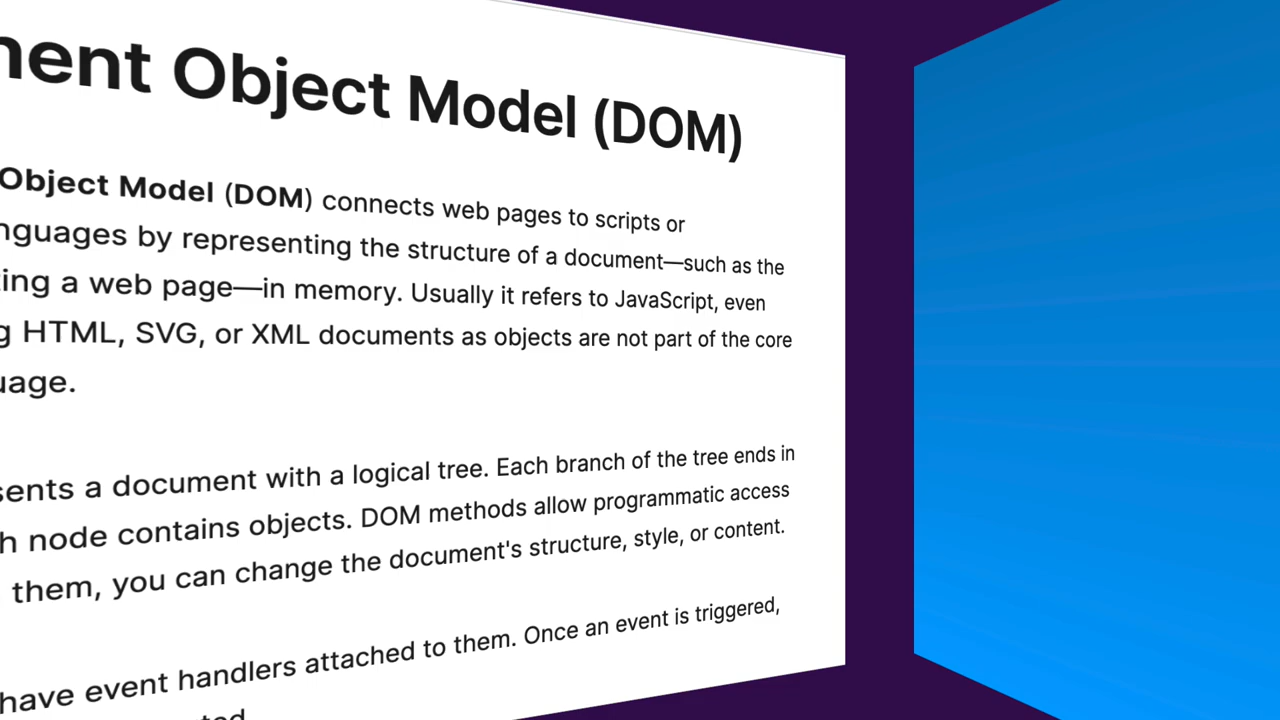 ent Object Model (DOM)
Object Model (DOM) connects web pages to scripts or
nguages by representing the structure of a document—such as the
ing a web page—in memory. Usually it refers to JavaScript, even
g HTML, SVG, or XML documents as objects are not part of the core
uage.
sents a document with a logical tree. Each branch of the tree ends in
h node contains objects. DOM methods allow programmatic access
them, you can change the document's structure, style, or content.
have event handlers attached to them. Once an event is triggered,